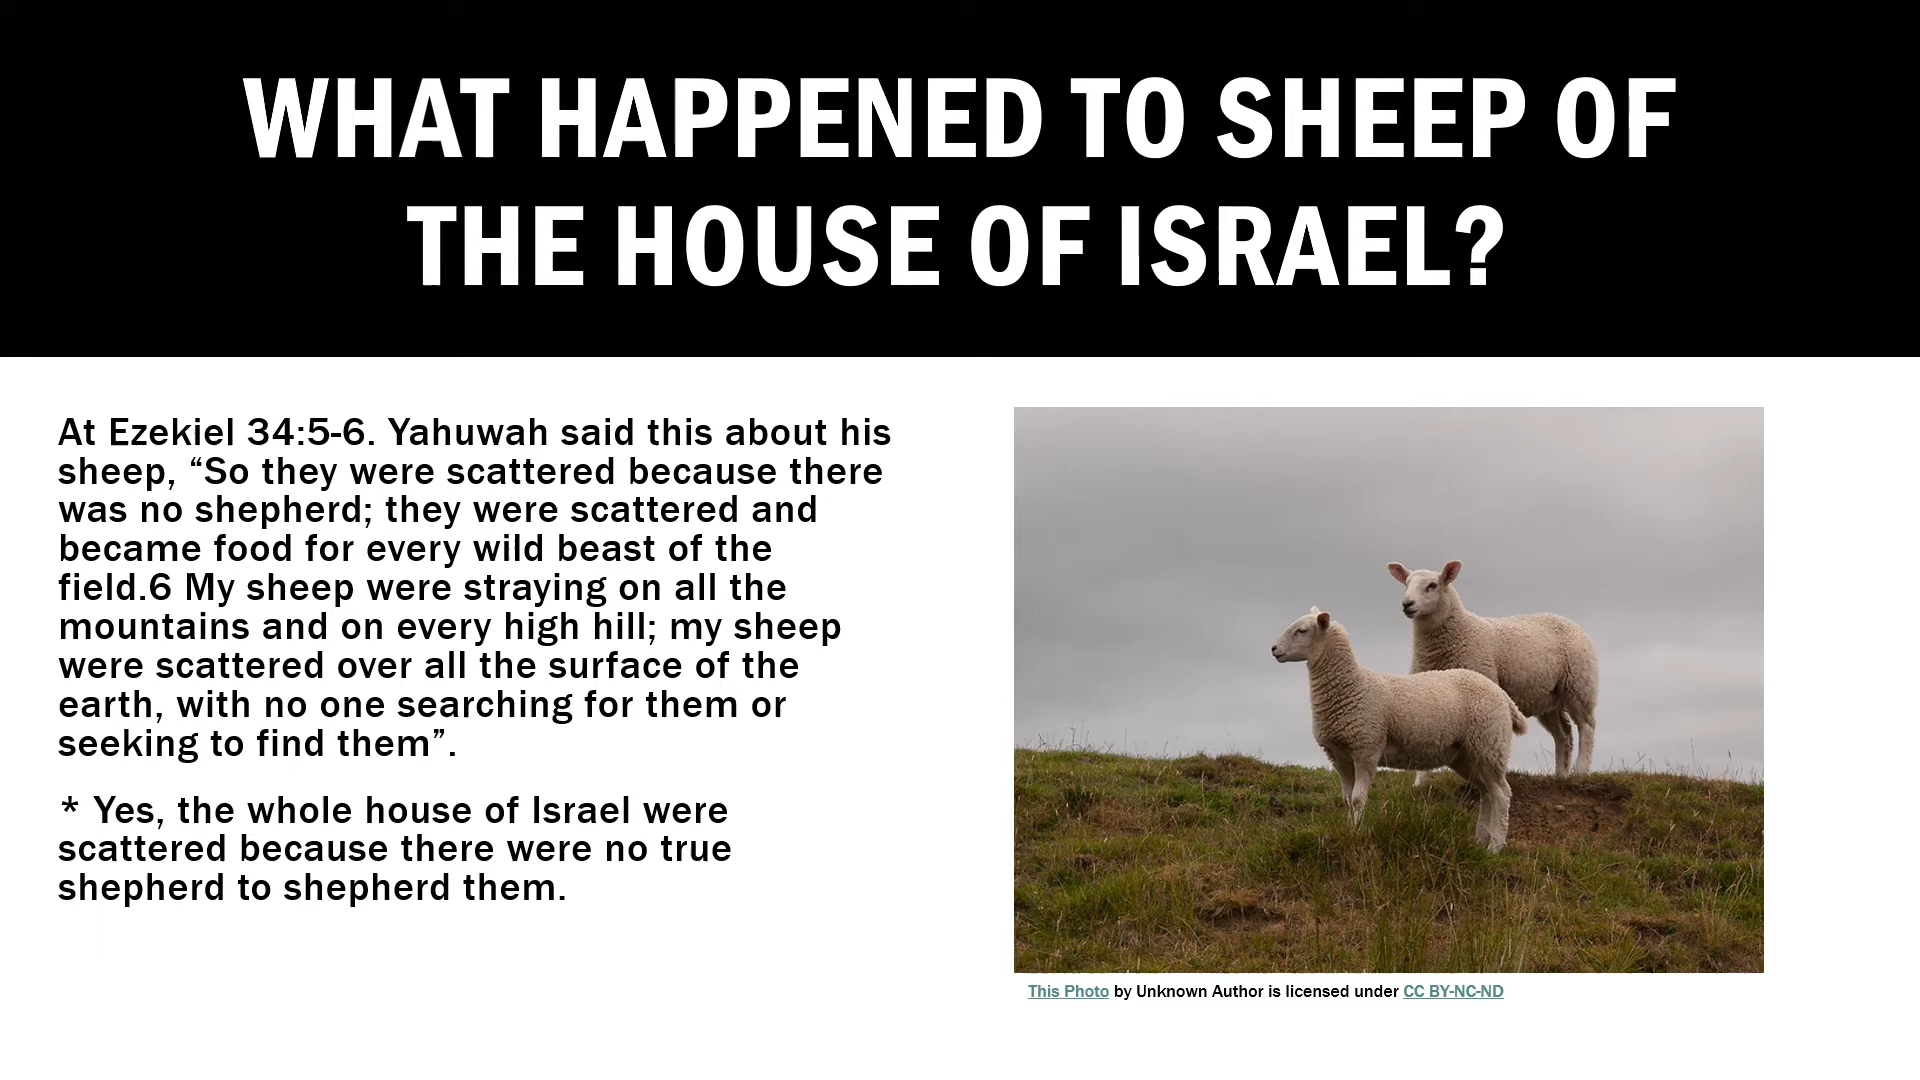 WHAT HAPPENED TO SHEEP OF
THE HOUSE OF ISRAEL?
At Ezekiel 34:5-6. Yahuwah said this about his
sheep, “So they were scattered because there
was no shepherd; they were scattered and
became food for every wild beast of the
field.6 My sheep were straying on all the
mountains and on every high hill; my sheep
were scattered over all the surface of the
earth, with no one searching for them or
seeking to find them”.
* Yes, the whole house of Israel were
scattered because there were no true
shepherd to shepherd them.
This Photo by Unknown Author is licensed under CC BY-NC-ND